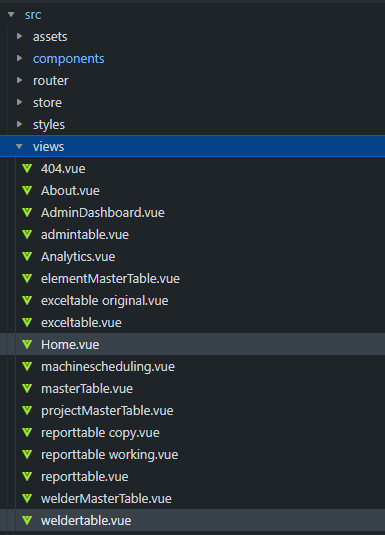 src
assets
components
router
store
styles
views
404.vue
About.vue
AdminDashboard.vue
admintable.vue
Analytics.vue
elementMasterTable.vue
exceltable original.vue
exceltable.vue
Home.vue
machinescheduling.vue
masterTable.vue
projectMasterTable.vue
reporttable copy.vue
reporttable working.vue
reporttable.vue
welderMasterTable.vue
weldertable.vue